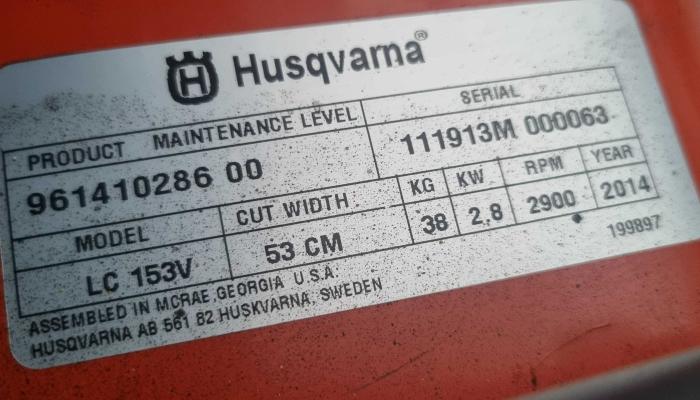 Husqvarna®
PRODUCT MAINTENANCE LEVEL SERIAL
961410286 00 111913M 000063
MODEL CUT WIDTH KG KW RPM YEAR
LC 153V 53 CM 38 2.8 2900 2014
199897
ASSEMBLED IN MCRAE, GEORGIA U.S.A.
HUSQVARNA AB 561 82 HUSKVARNA, SWEDEN